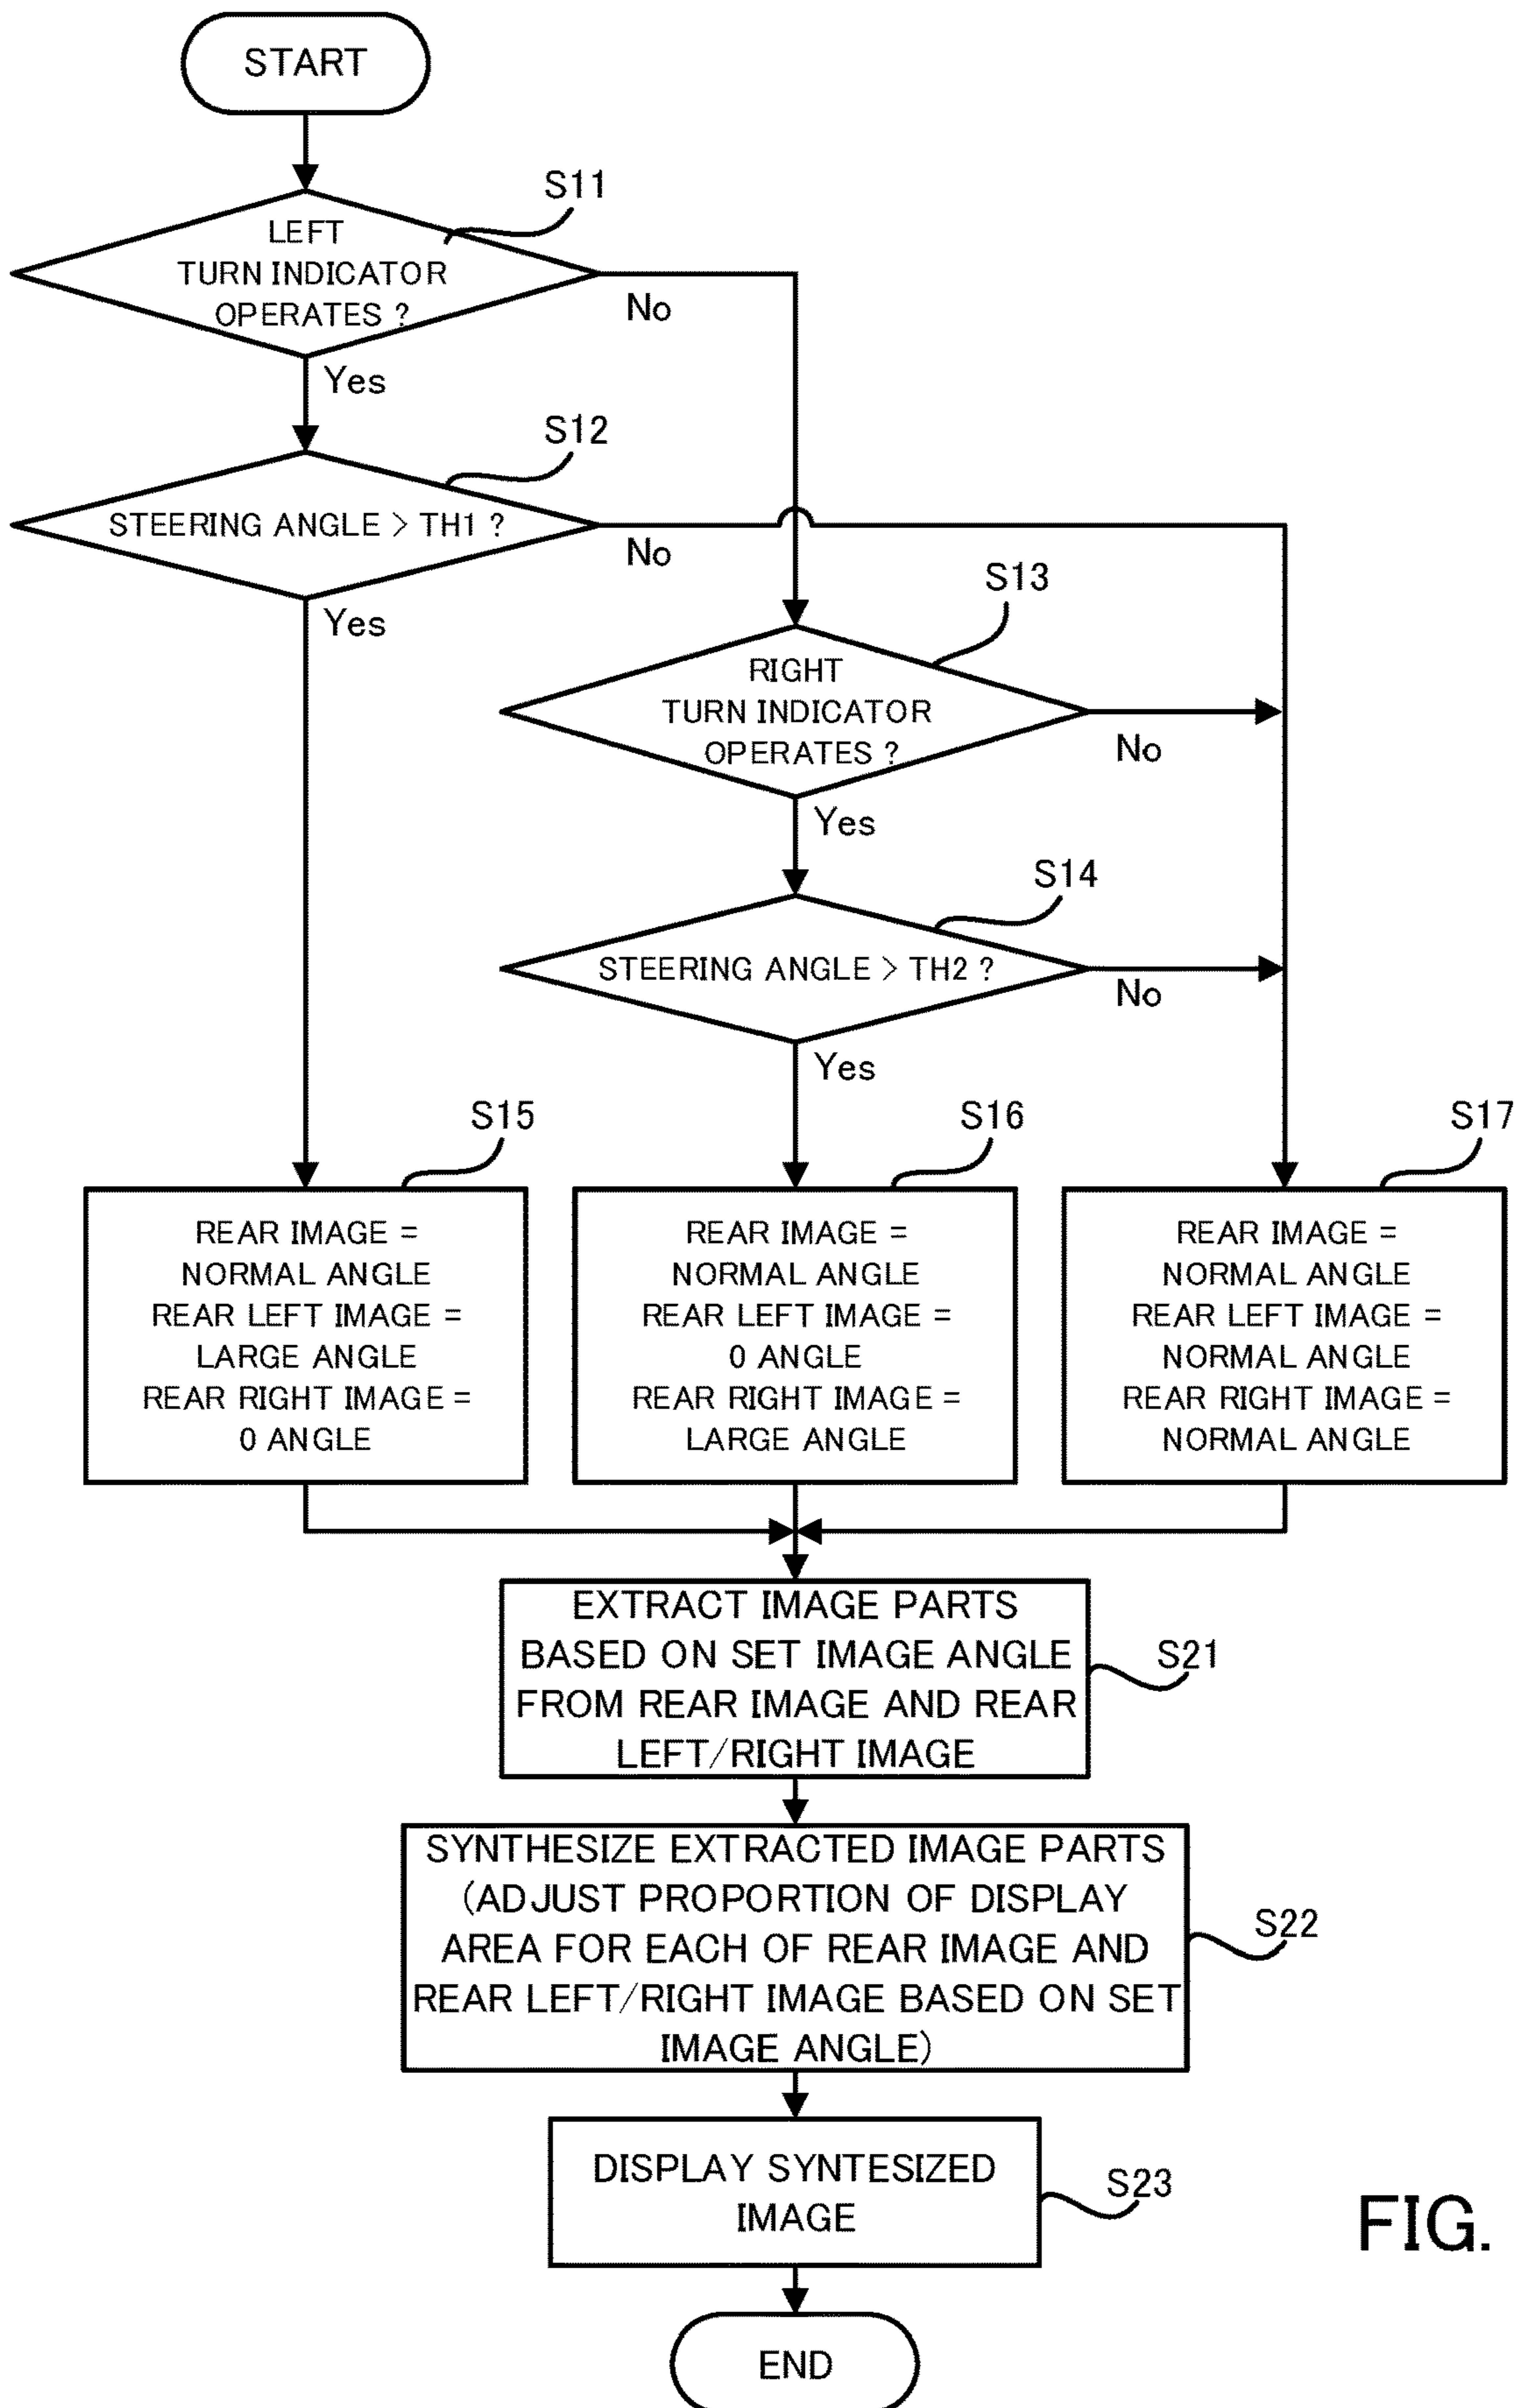 START
S11
LEFT
TURN INDICATOR
OPERATES ?
No
Yes
S12
STEERING ANGLE > TH1 ?
No
Yes
S13
RIGHT
TURN INDICATOR
OPERATES ?
No
Yes
S14
STEERING ANGLE > TH2 ?
No
Yes
S15
REAR IMAGE =
NORMAL ANGLE
REAR LEFT IMAGE =
LARGE ANGLE
REAR RIGHT IMAGE =
0 ANGLE
S16
REAR IMAGE =
NORMAL ANGLE
REAR LEFT IMAGE =
0 ANGLE
REAR RIGHT IMAGE =
LARGE ANGLE
S17
REAR IMAGE =
NORMAL ANGLE
REAR LEFT IMAGE =
NORMAL ANGLE
REAR RIGHT IMAGE =
NORMAL ANGLE
EXTRACT IMAGE PARTS
BASED ON SET IMAGE ANGLE
FROM REAR IMAGE AND REAR
LEFT/RIGHT IMAGE
S21
SYNTHESIZE EXTRACTED IMAGE PARTS
(ADJUST PROPORTION OF DISPLAY
AREA FOR EACH OF REAR IMAGE AND
REAR LEFT/RIGHT IMAGE BASED ON SET
IMAGE ANGLE)
S22
DISPLAY SYNTESIZED
IMAGE
S23
FIG.
END